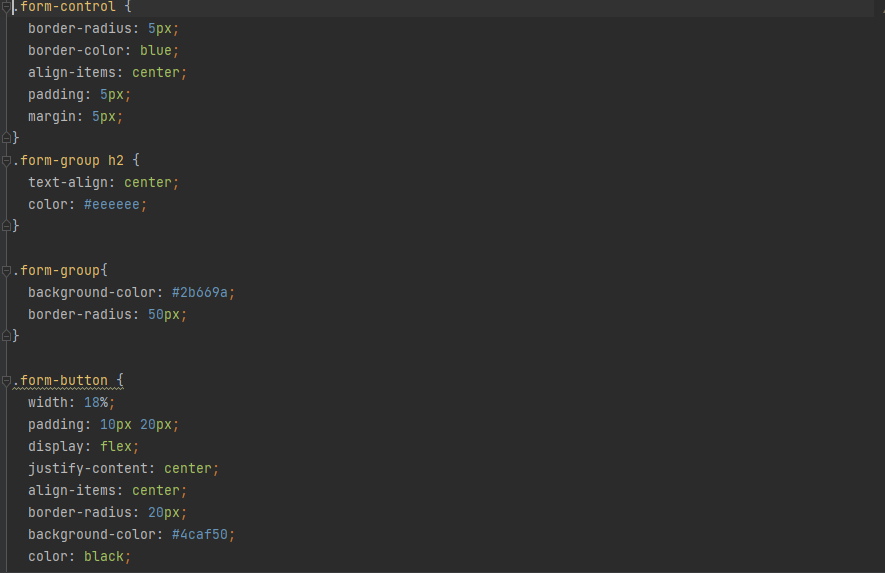 .form-control {
border-radius: 5px;
border-color: blue;
align-items: center;
padding: 5px;
margin: 5px;
}
.form-group h2 {
text-align: center;
color: #eeeeee;
}
.form-group{
background-color: #2b669a;
border-radius: 50px;
}
.form-button {
width: 18%;
padding: 10px 20px;
display: flex;
justify-content: center;
align-items: center;
border-radius: 20px;
background-color: #4caf50;
color: black;